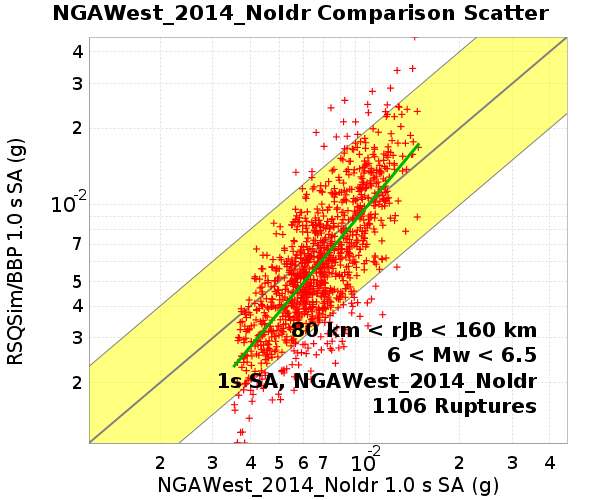 NGAWest_2014_NoIdr Comparison Scatter
RSQSim/BBP 1.0 s SA (g)
4
3
2
10^-2
7
5
4
3
2
80 km < rJB < 160 km
6 < Mw < 6.5
1s SA, NGAWest_2014_NoIdr
1106 Ruptures
2 3 4 5 6 7 10^-2 2 3 4
NGAWest_2014_NoIdr 1.0 s SA (g)